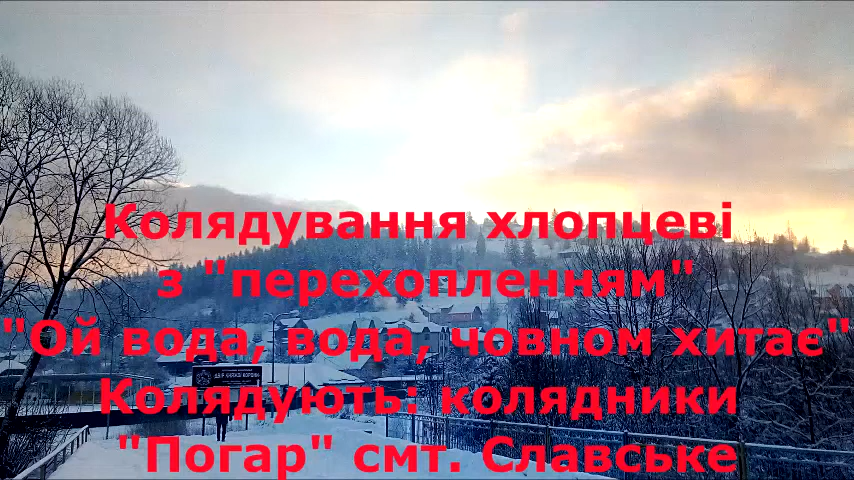 Колядування хлопцеві
з "перехопленням"
"Ой вода, вода, човном хитає"
Колядують: колядники
"Погар" смт. Славське